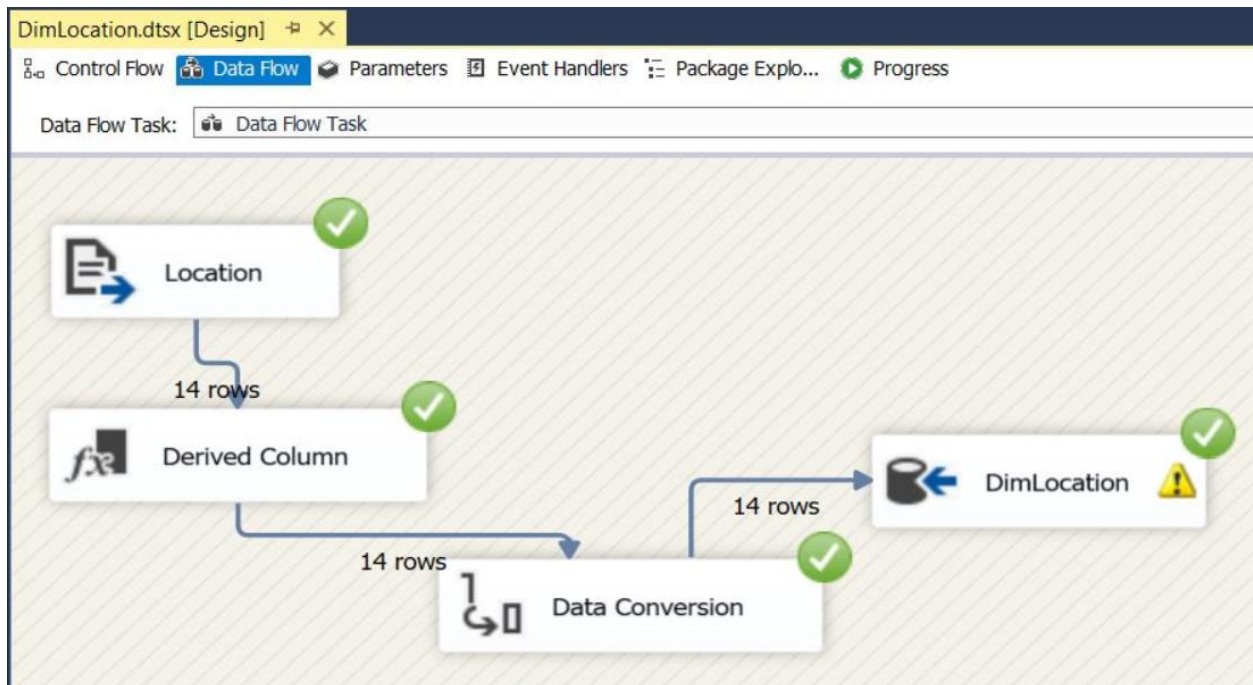 DimLocation.dtsx [Design]
Control Flow Data Flow Parameters Event Handlers Package Explo... Progress
Data Flow Task: Data Flow Task
Location
14 rows
Derived Column
DimLocation
14 rows
14 rows
Data Conversion